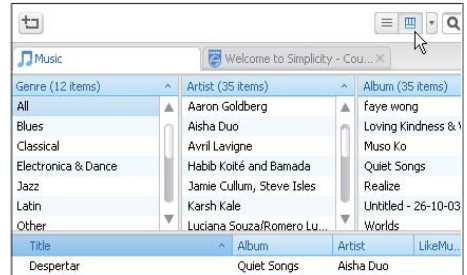 Music
Welcome to Simplicity - Cou...
Genre (12 items)
Artist (35 items)
Album (35 items)
All
Aaron Goldberg
faye wong
Blues
Aisha Duo
Loving Kindness &
Classical
Avril Lavigne
Muso Ko
Electronica & Dance
Habib Koité and Bamada
Quiet Songs
Jazz
Jamie Cullum, Steve Isles
Realize
Latin
Karsh Kale
Untitled - 26-10-03
Other
Luciana Souza/Romero Lu...
Worlds
Title
Album
Artist
LikeMu...
Despertar
Quiet Songs
Aisha Duo